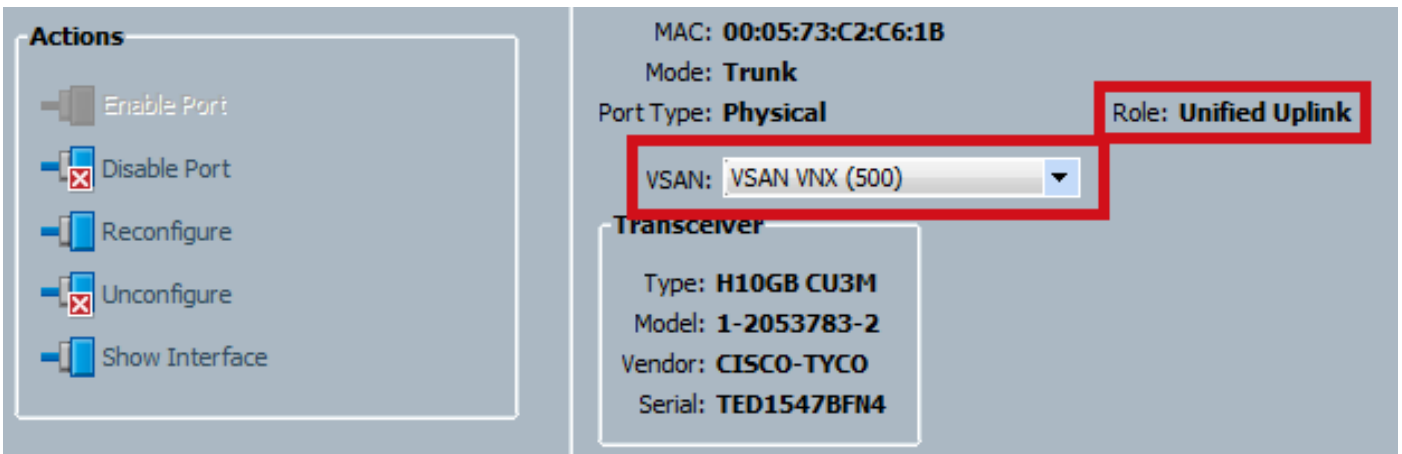 Actions
Enable Port
Disable Port
Reconfigure
Unconfigure
Show Interface
MAC: 00:05:73:C2:C6:1B
Mode: Trunk
Port Type: Physical
Role: Unified Uplink
VSAN: VSAN VNX (500)
Transceiver
Type: H10GB CU3M
Model: 1-2053783-2
Vendor: CISCO-TYCO
Serial: TED1547BFN4